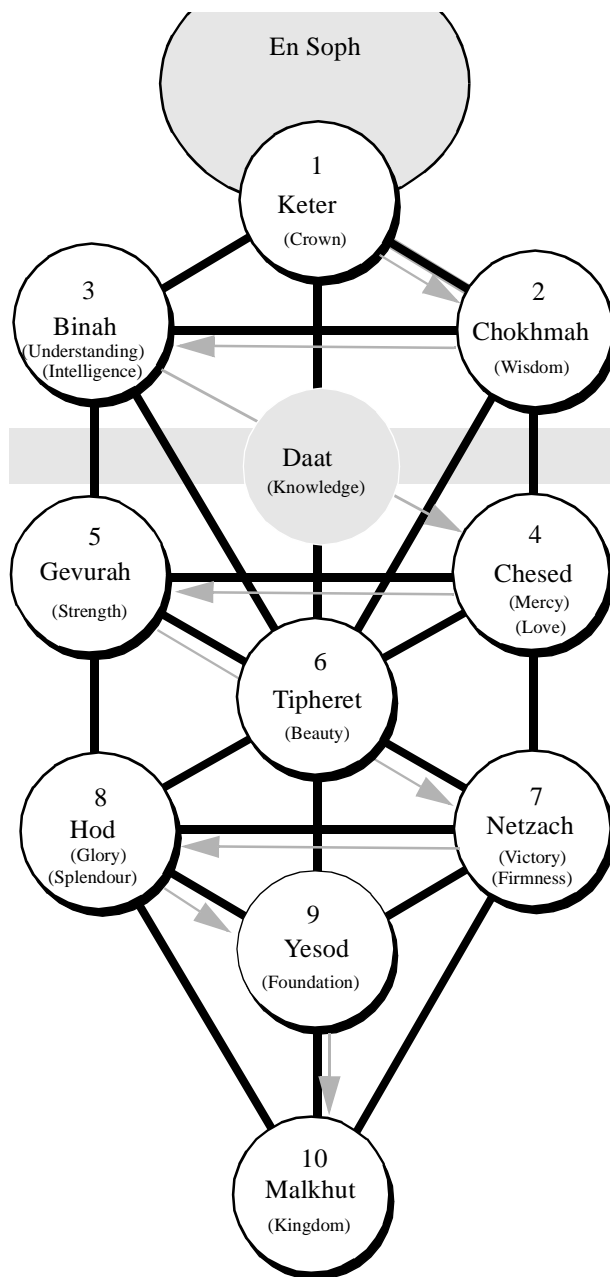 En Soph
1
Keter
(Crown)
3
Binah
(Understanding)
(Intelligence)
2
Chokhmah
(Wisdom)
Daat
(Knowledge)
5
Gevurah
(Strength)
4
Chesed
(Mercy)
(Love)
6
Tipheret
(Beauty)
8
Hod
(Glory)
(Splendour)
7
Netzach
(Victory)
(Firmness)
9
Yesod
(Foundation)
10
Malkhut
(Kingdom)